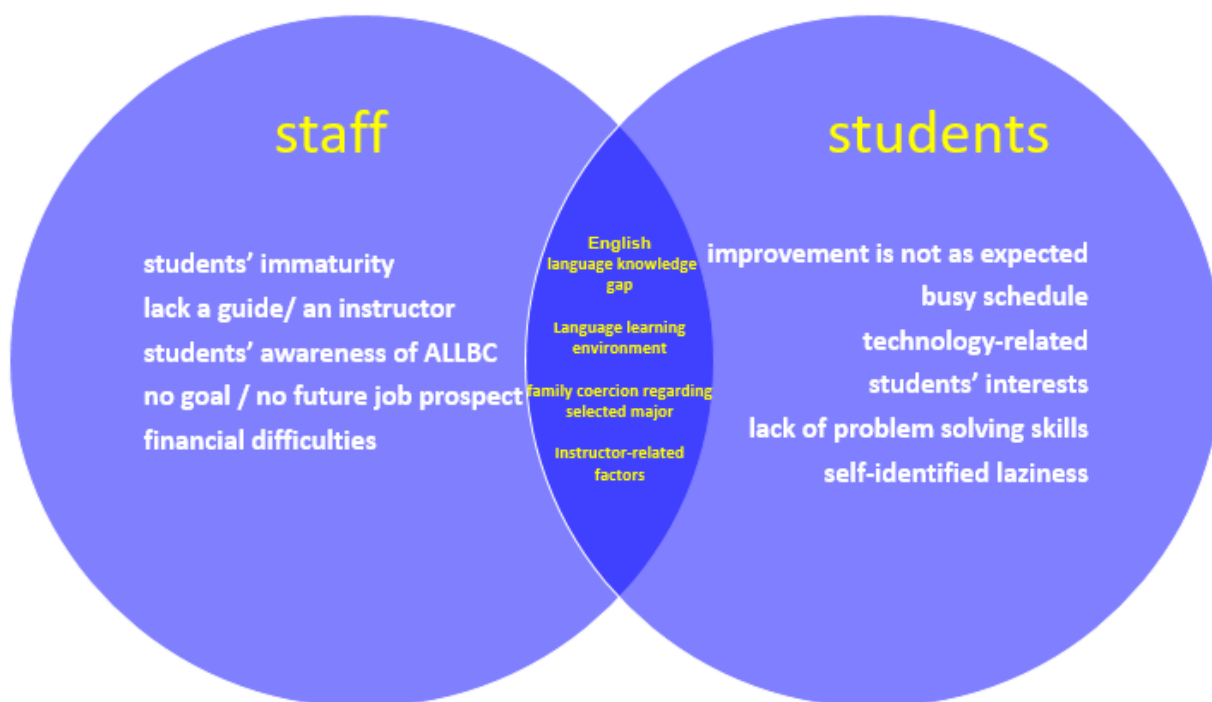 staff
students’ immaturity
lack a guide/ an instructor
students’ awareness of ALLBC
no goal / no future job prospect
financial difficulties
English
language knowledge
gap
Language learning
environment
family coercion regarding
selected major
Instructor-related
factors
students
improvement is not as expected
busy schedule
technology-related
students’ interests
lack of problem solving skills
self-identified laziness